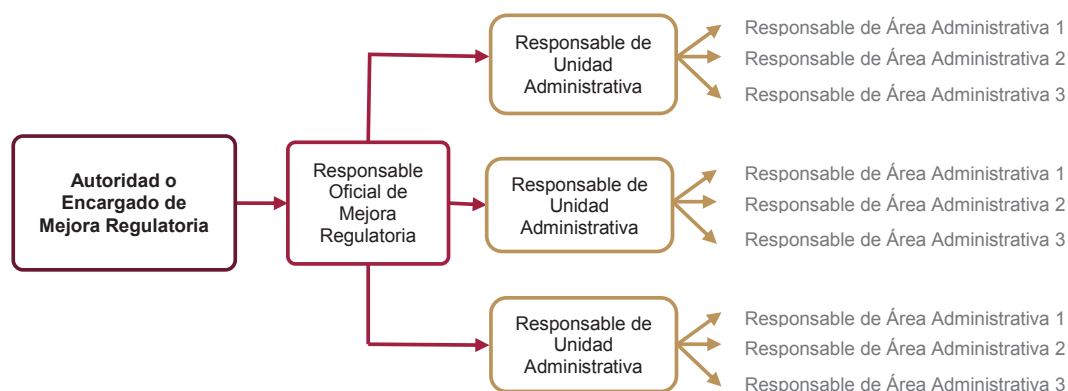 Autoridad o
Encargado de
Mejora Regulatoria
Responsable
Oficial de
Mejora
Regulatoria
Responsable de
Unidad
Administrativa
Responsable de Área Administrativa 1
Responsable de Área Administrativa 2
Responsable de Área Administrativa 3
Responsable de
Unidad
Administrativa
Responsable de Área Administrativa 1
Responsable de Área Administrativa 2
Responsable de Área Administrativa 3
Responsable de
Unidad
Administrativa
Responsable de Área Administrativa 1
Responsable de Área Administrativa 2
Responsable de Área Administrativa 3